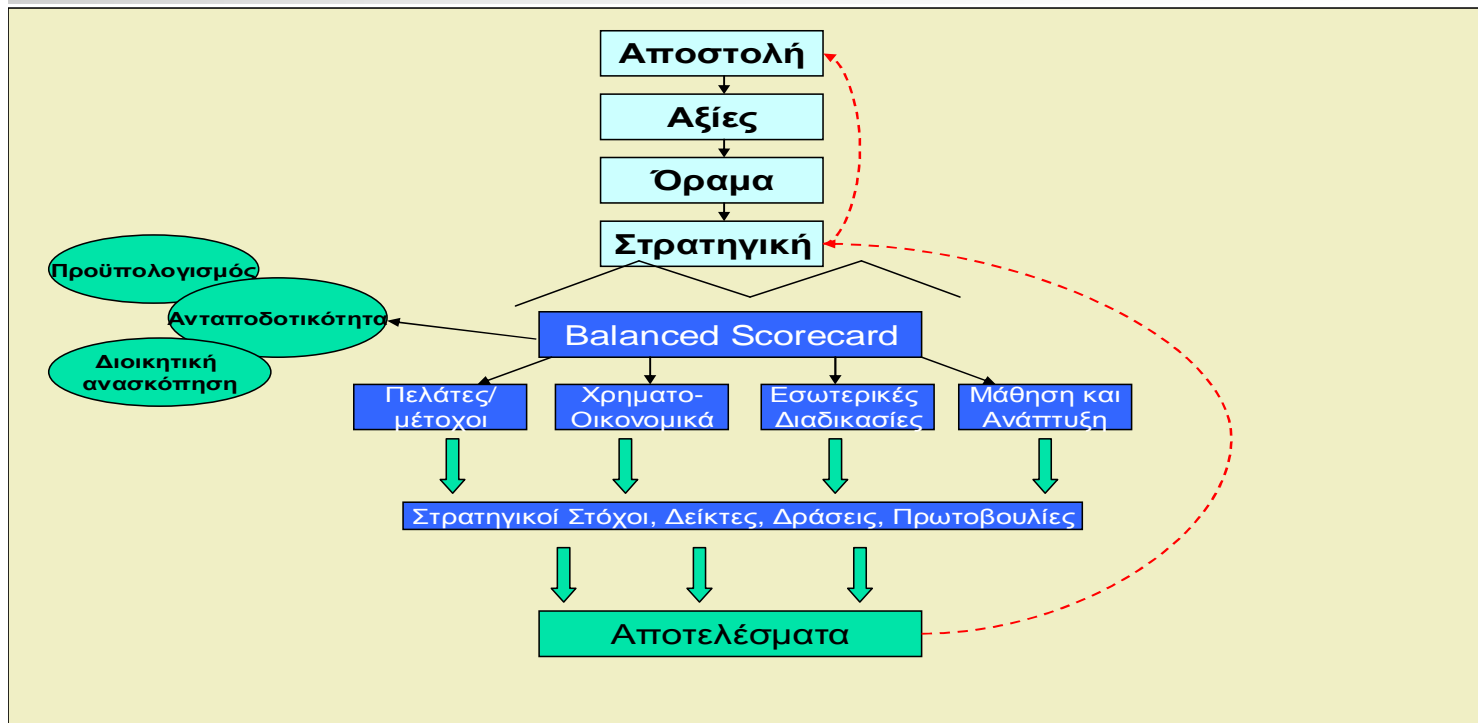 Αποστολή
Αξίες
Όραμα
Στρατηγική
Προϋπολογισμός
Ανταποδοτικότητα
Διοικητική
ανασκόπηση
Balanced Scorecard
Πελάτες/
μέτοχοι
Χρηματο-
Οικονομικά
Εσωτερικές
Διαδικασίες
Μάθηση και
Ανάπτυξη
Στρατηγικοί Στόχοι, Δείκτες, Δράσεις, Πρωτοβουλίες
Αποτελέσματα